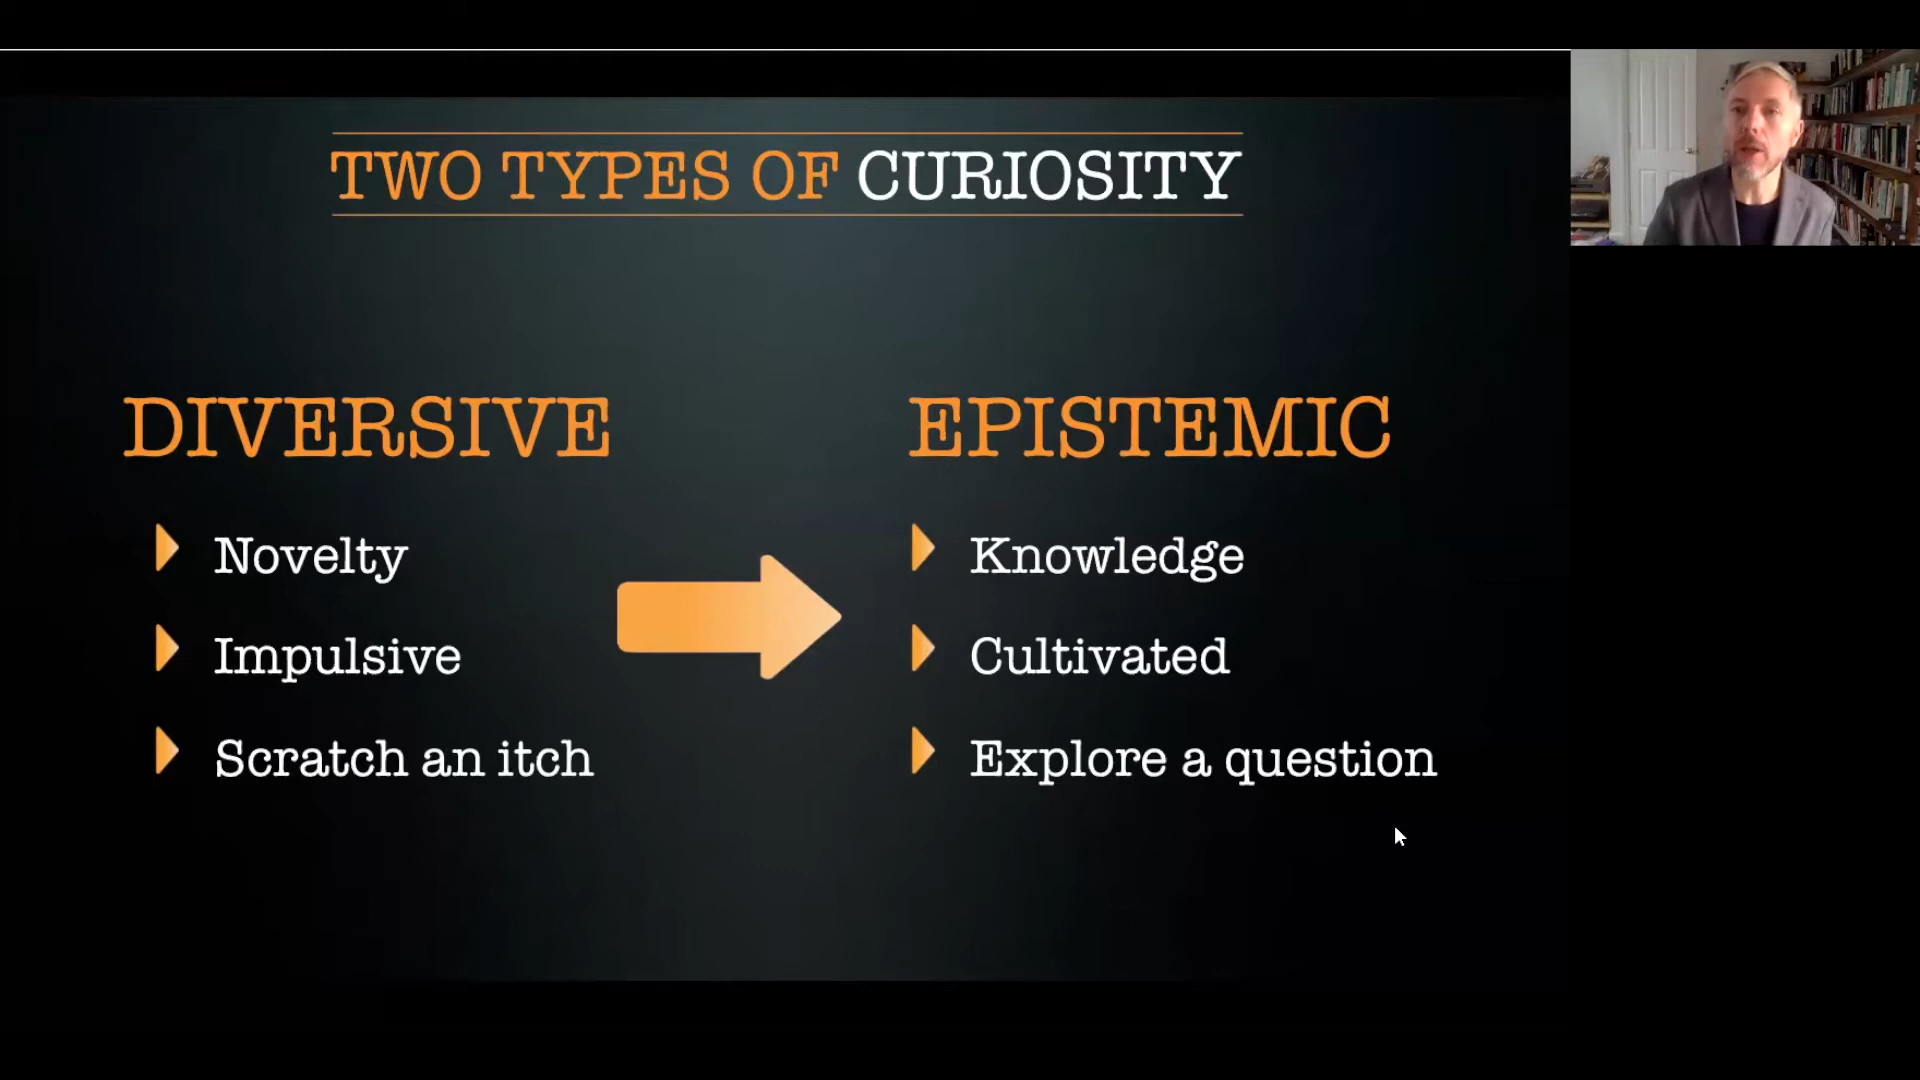 TWO TYPES OF CURIOSITY
DIVERSIVE
Novelty
Impulsive
Scratch an itch
EPISTEMIC
Knowledge
Cultivated
Explore a question